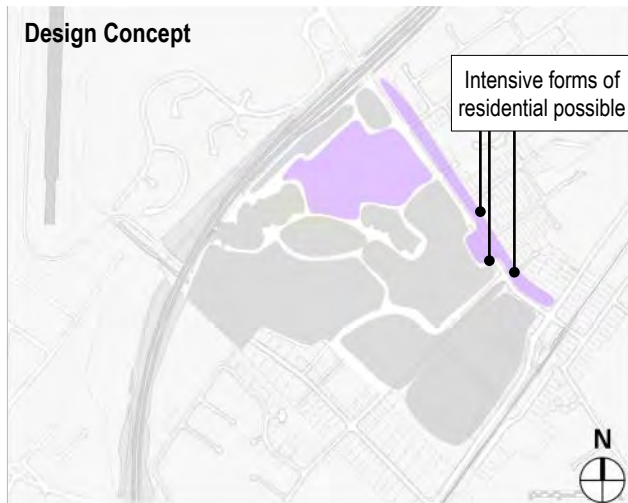 Design Concept
Intensive forms of
residential possible
N